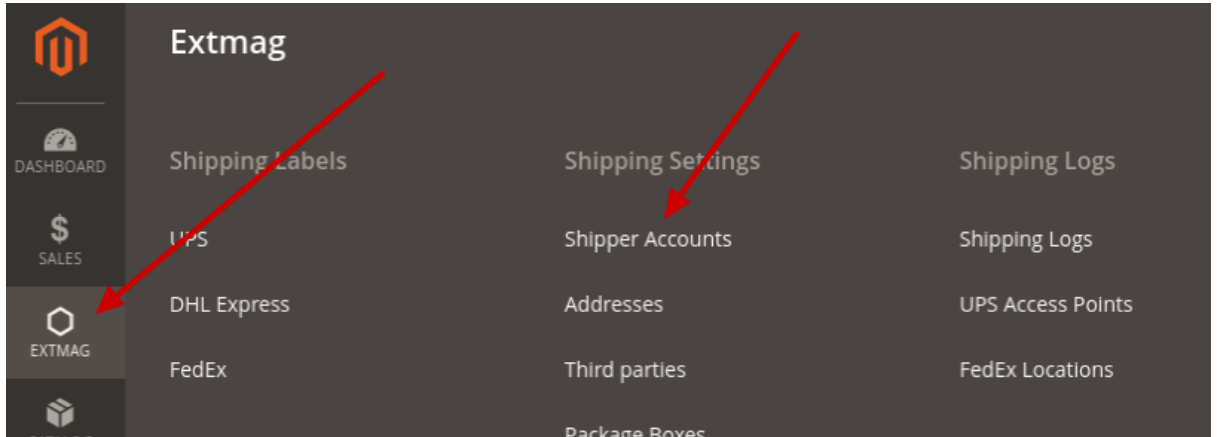 Extmag
DASHBOARD
SALES
EXTMAG
Shipping Labels
UPS
DHL Express
FedEx
Shipping Settings
Shipper Accounts
Addresses
Third parties
Package Boxes
Shipping Logs
Shipping Logs
UPS Access Points
FedEx Locations